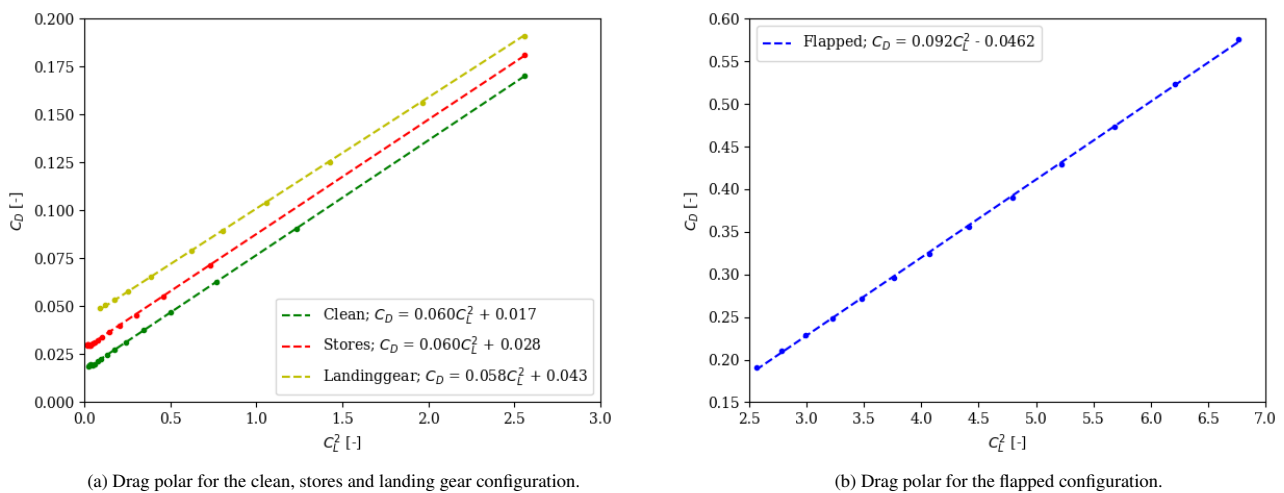 0.200
0.175
0.150
0.125
0.100
0.075
0.050
0.025
0.000
C_D [-]
0.0 0.5 1.0 1.5 2.0 2.5 3.0
C_L^2 [-]
Clean; C_D = 0.060C_L^2 + 0.017
Stores; C_D = 0.060C_L^2 + 0.028
Landinggear; C_D = 0.058C_L^2 + 0.043
(a) Drag polar for the clean, stores and landing gear configuration.
0.60
0.55
0.50
0.45
0.40
0.35
0.30
0.25
0.20
0.15
C_D [-]
2.5 3.0 3.5 4.0 4.5 5.0 5.5 6.0 6.5 7.0
C_L^2 [-]
Flapped; C_D = 0.092C_L^2 - 0.0462
(b) Drag polar for the flapped configuration.